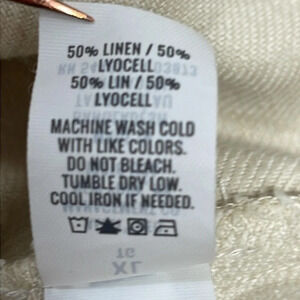 50% LINEN / 50%
LYOCELL
50% LIN / 50%
LYOCELL
MACHINE WASH COLD
WITH LIKE COLORS.
DO NOT BLEACH.
TUMBLE DRY LOW.
COOL IRON IF NEEDED.
XL